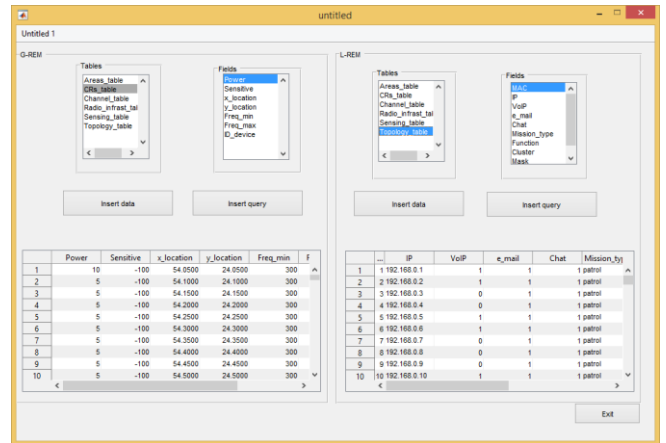 untitled
Untitled 1
G-REM
Tables
Areas_table
CRs_table
Channel_table
Radio_infrast_tal
Sensing_table
Topology_table
Fields
Power
Sensitive
x_location
y_location
Freq_min
Freq_max
ID_device
Insert data
Insert query
Power Sensitive x_location y_location Freq_min F
1 10 -100 54.0500 24.0500 300
2 5 -100 54.1000 24.1000 300
3 5 -100 54.1500 24.1500 300
4 5 -100 54.2000 24.2000 300
5 5 -100 54.2500 24.2500 300
6 5 -100 54.3000 24.3000 300
7 5 -100 54.3500 24.3500 300
8 5 -100 54.4000 24.4000 300
9 5 -100 54.4500 24.4500 300
10 5 -100 54.5000 24.5000 300
L-REM
Tables
Areas_table
CRs_table
Channel_table
Radio_infrast_tal
Sensing_table
Topology_table
Fields
MAC
IP
VoIP
e_mail
Chat
Mission_type
Function
Cluster
Mask
Insert data
Insert query
... IP VoIP e_mail Chat Mission_typ
1 1 192.168.0.1 1 1 1 patrol
2 2 192.168.0.2 1 1 1 patrol
3 3 192.168.0.3 0 1 1 patrol
4 4 192.168.0.4 0 1 1 patrol
5 5 192.168.0.5 1 1 1 patrol
6 6 192.168.0.6 1 1 1 patrol
7 7 192.168.0.7 0 1 1 patrol
8 8 192.168.0.8 0 1 1 patrol
9 9 192.168.0.9 0 1 1 patrol
10 10 192.168.0.10 1 1 1 patrol
Exit